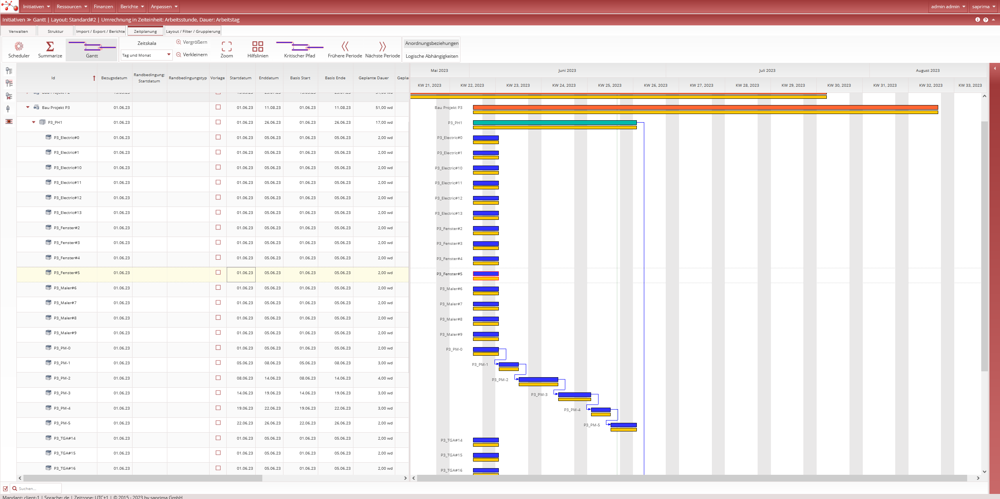 Initiativen Ressourcen Finanzen Berichte Anpassen admin admin saprima
Initiativen ≫ Gantt | Layout: Standard#2 | Umrechnung in Zeiteinheit: Arbeitsstunde, Dauer: Arbeitstag
Verwalten Struktur Import / Export / Berichte Zeitplanung Layout / Filter / Gruppierung
Scheduler Summarize Gantt
Zeitskala
Tag und Monat
Vergrößern
Verkleinern
Zoom Hilfslinien Kritischer Pfad Frühere Periode Nächste Periode
Anordnungsbeziehungen
Logische Abhängigkeiten
Id Bezugsdatum Randbedingung: Startdatum Randbedingungstyp Vorlage Startdatum Enddatum Basis Start Basis Ende Geplante Dauer Geplan
Bau Projekt P3 01.06.23 01.06.23 11.08.23 01.06.23 11.08.23 51,00 wd
P3_PH1 01.06.23 01.06.23 26.06.23 01.06.23 26.06.23 17,00 wd
P3_Electric#0 01.06.23 01.06.23 05.06.23 01.06.23 05.06.23 2,00 wd
P3_Electric#1 01.06.23 01.06.23 05.06.23 01.06.23 05.06.23 2,00 wd
P3_Electric#10 01.06.23 01.06.23 05.06.23 01.06.23 05.06.23 2,00 wd
P3_Electric#11 01.06.23 01.06.23 05.06.23 01.06.23 05.06.23 2,00 wd
P3_Electric#12 01.06.23 01.06.23 05.06.23 01.06.23 05.06.23 2,00 wd
P3_Electric#13 01.06.23 01.06.23 05.06.23 01.06.23 05.06.23 2,00 wd
P3_Fenster#2 01.06.23 01.06.23 05.06.23 01.06.23 05.06.23 2,00 wd
P3_Fenster#3 01.06.23 01.06.23 05.06.23 01.06.23 05.06.23 2,00 wd
P3_Fenster#4 01.06.23 01.06.23 05.06.23 01.06.23 05.06.23 2,00 wd
P3_Fenster#5 01.06.23 01.06.23 05.06.23 01.06.23 05.06.23 2,00 wd
P3_Maler#6 01.06.23 01.06.23 05.06.23 01.06.23 05.06.23 2,00 wd
P3_Maler#7 01.06.23 01.06.23 05.06.23 01.06.23 05.06.23 2,00 wd
P3_Maler#8 01.06.23 01.06.23 05.06.23 01.06.23 05.06.23 2,00 wd
P3_Maler#9 01.06.23 01.06.23 05.06.23 01.06.23 05.06.23 2,00 wd
P3_PM-0 01.06.23 01.06.23 05.06.23 01.06.23 05.06.23 2,00 wd
P3_PM-1 01.06.23 05.06.23 08.06.23 05.06.23 08.06.23 3,00 wd
P3_PM-2 01.06.23 08.06.23 14.06.23 08.06.23 14.06.23 4,00 wd
P3_PM-3 01.06.23 14.06.23 19.06.23 14.06.23 19.06.23 3,00 wd
P3_PM-4 01.06.23 19.06.23 22.06.23 19.06.23 22.06.23 3,00 wd
P3_PM-5 01.06.23 22.06.23 26.06.23 22.06.23 26.06.23 2,00 wd
P3_TGA#14 01.06.23 01.06.23 05.06.23 01.06.23 05.06.23 2,00 wd
P3_TGA#15 01.06.23 01.06.23 05.06.23 01.06.23 05.06.23 2,00 wd
P3_TGA#16 01.06.23 01.06.23 05.06.23 01.06.23 05.06.23 2,00 wd
Mai 2023 Juni 2023 Juli 2023 August 2023
KW 21, 2023 KW 22, 2023 KW 23, 2023 KW 24, 2023 KW 25, 2023 KW 26, 2023 KW 27, 2023 KW 28, 2023 KW 29, 2023 KW 30, 2023 KW 31, 2023 KW 32, 2023 KW 33, 2023
Bau Projekt P3
P3_PH1
P3_Electric#0
P3_Electric#1
P3_Electric#10
P3_Electric#11
P3_Electric#12
P3_Electric#13
P3_Fenster#2
P3_Fenster#3
P3_Fenster#4
P3_Fenster#5
P3_Maler#6
P3_Maler#7
P3_Maler#8
P3_Maler#9
P3_PM-0
P3_PM-1
P3_PM-2
P3_PM-3
P3_PM-4
P3_PM-5
P3_TGA#14
P3_TGA#15
P3_TGA#16
Suchen...
Mandant: client-1 | Sprache: de | Zeitzone: UTC+1 | © 2015 - 2023 by saprima GmbH